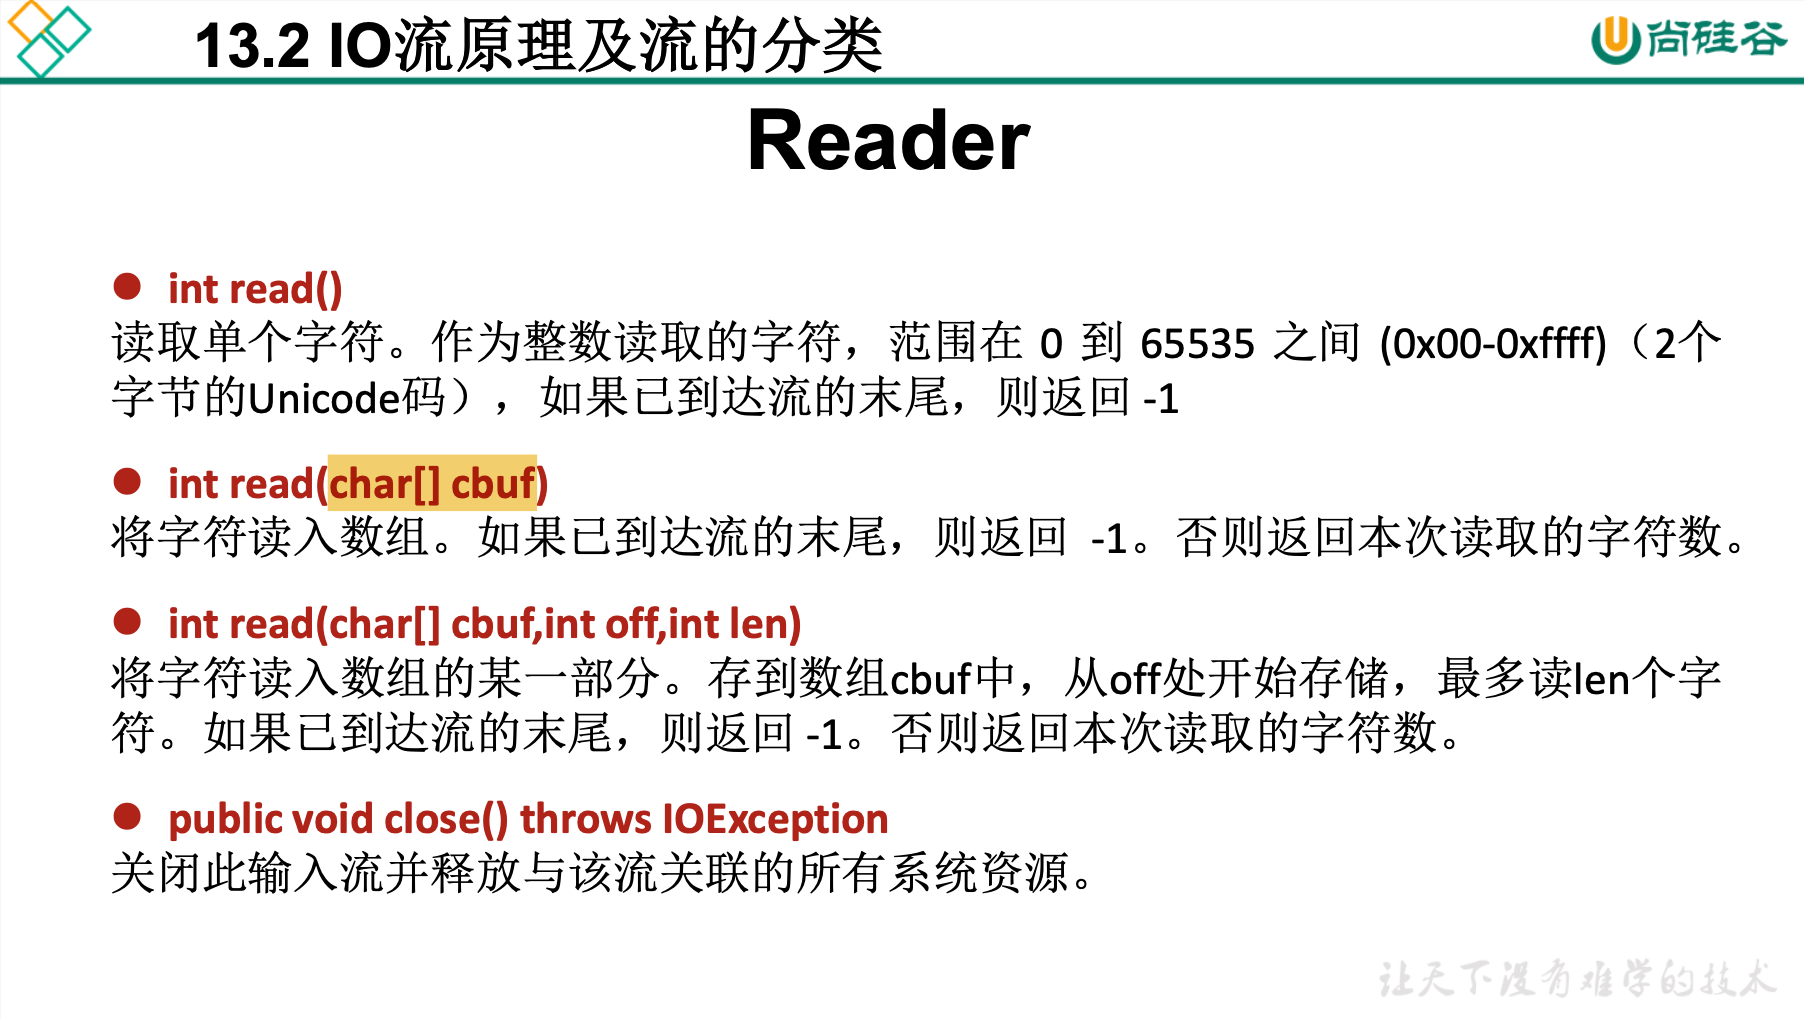 13.2 IO流原理及流的分类
尚硅谷
Reader
int read()
读取单个字符。作为整数读取的字符，范围在 0 到 65535 之间 (0x00-0xffff)（2个
字节的Unicode码），如果已到达流的末尾，则返回 -1
int read(char[] cbuf)
将字符读入数组。如果已到达流的末尾，则返回 -1。否则返回本次读取的字符数。
int read(char[] cbuf,int off,int len)
将字符读入数组的某一部分。存到数组cbuf中，从off处开始存储，最多读len个字
符。如果已到达流的末尾，则返回 -1。否则返回本次读取的字符数。
public void close() throws IOException
关闭此输入流并释放与该流关联的所有系统资源。
让天下没有难学的技术